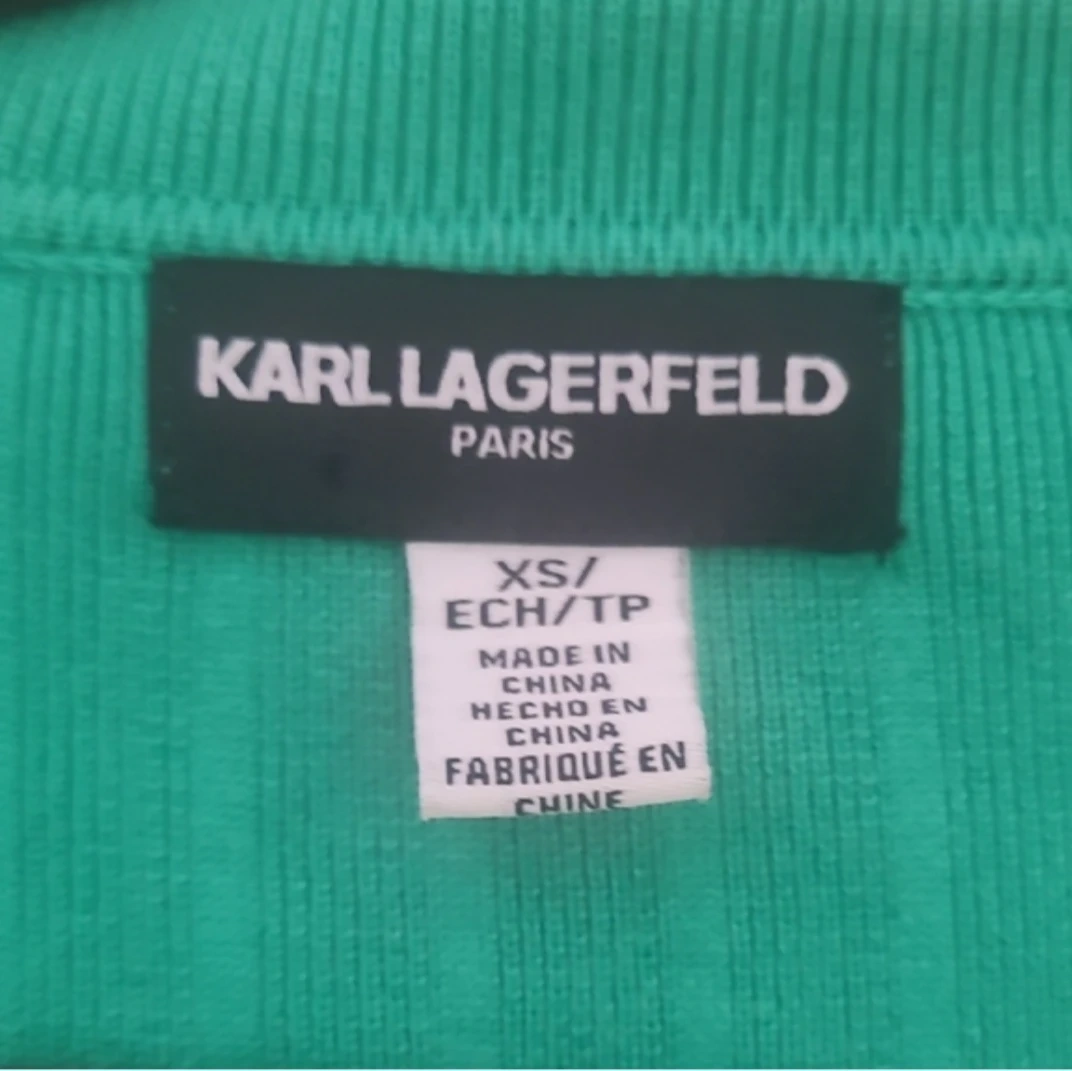 KARL LAGERFELD
PARIS
XS/
ECH/TP
MADE IN
CHINA
HECHO EN
CHINA
FABRIQUÉ EN
CHINE